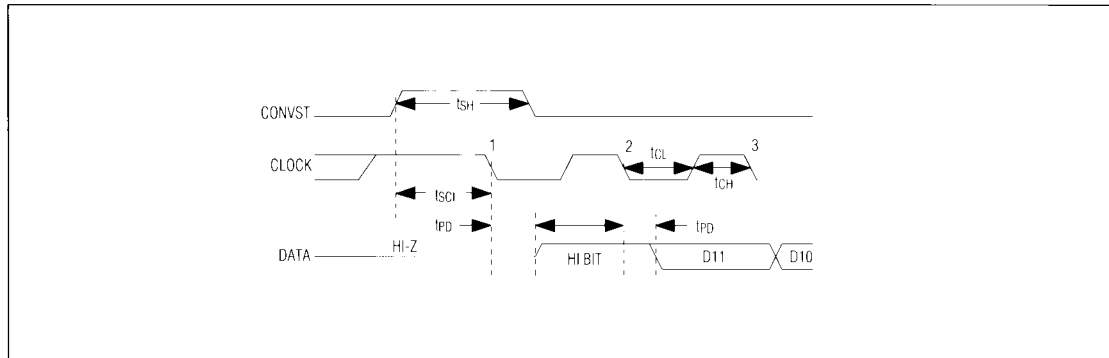 CONVST
tSH
CLOCK
1
2
tCL
3
tCH
tSCI
tPD
tPD
DATA
HI-Z
HI BIT
D11
D10